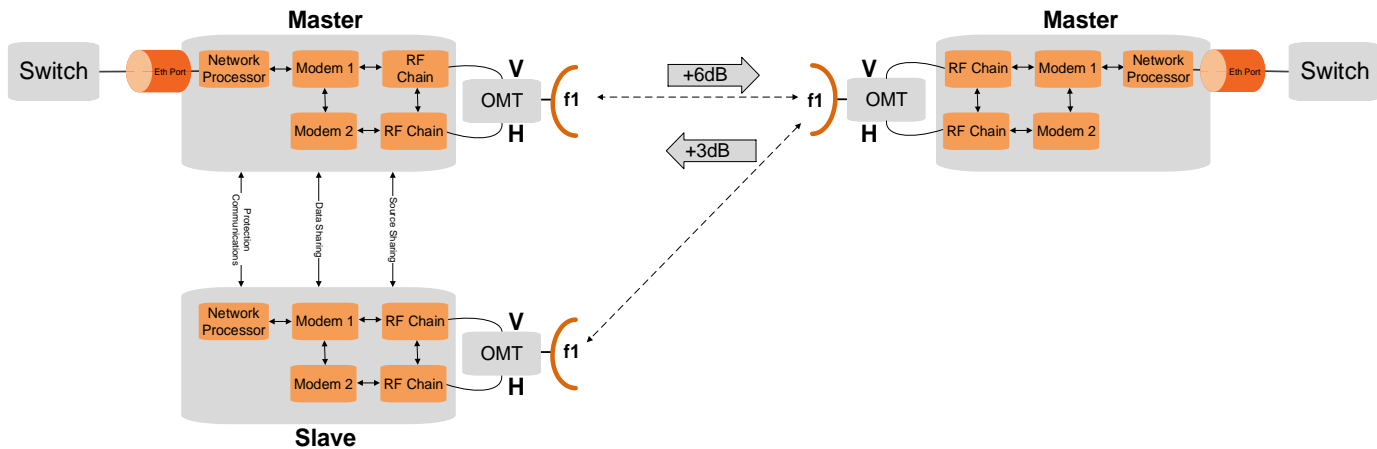 Master
Switch
Eth Port
Network
Processor
Modem 1
RF
Chain
Modem 2
RF Chain
V
OMT
H
f1
+6dB
+3dB
Master
f1
V
OMT
H
RF Chain
Modem 1
Network
Processor
RF Chain
Modem 2
Eth Port
Switch
Protection
Communications
Data Sharing
Source Sharing
Network
Processor
Modem 1
RF Chain
Modem 2
RF Chain
V
OMT
H
f1
Slave